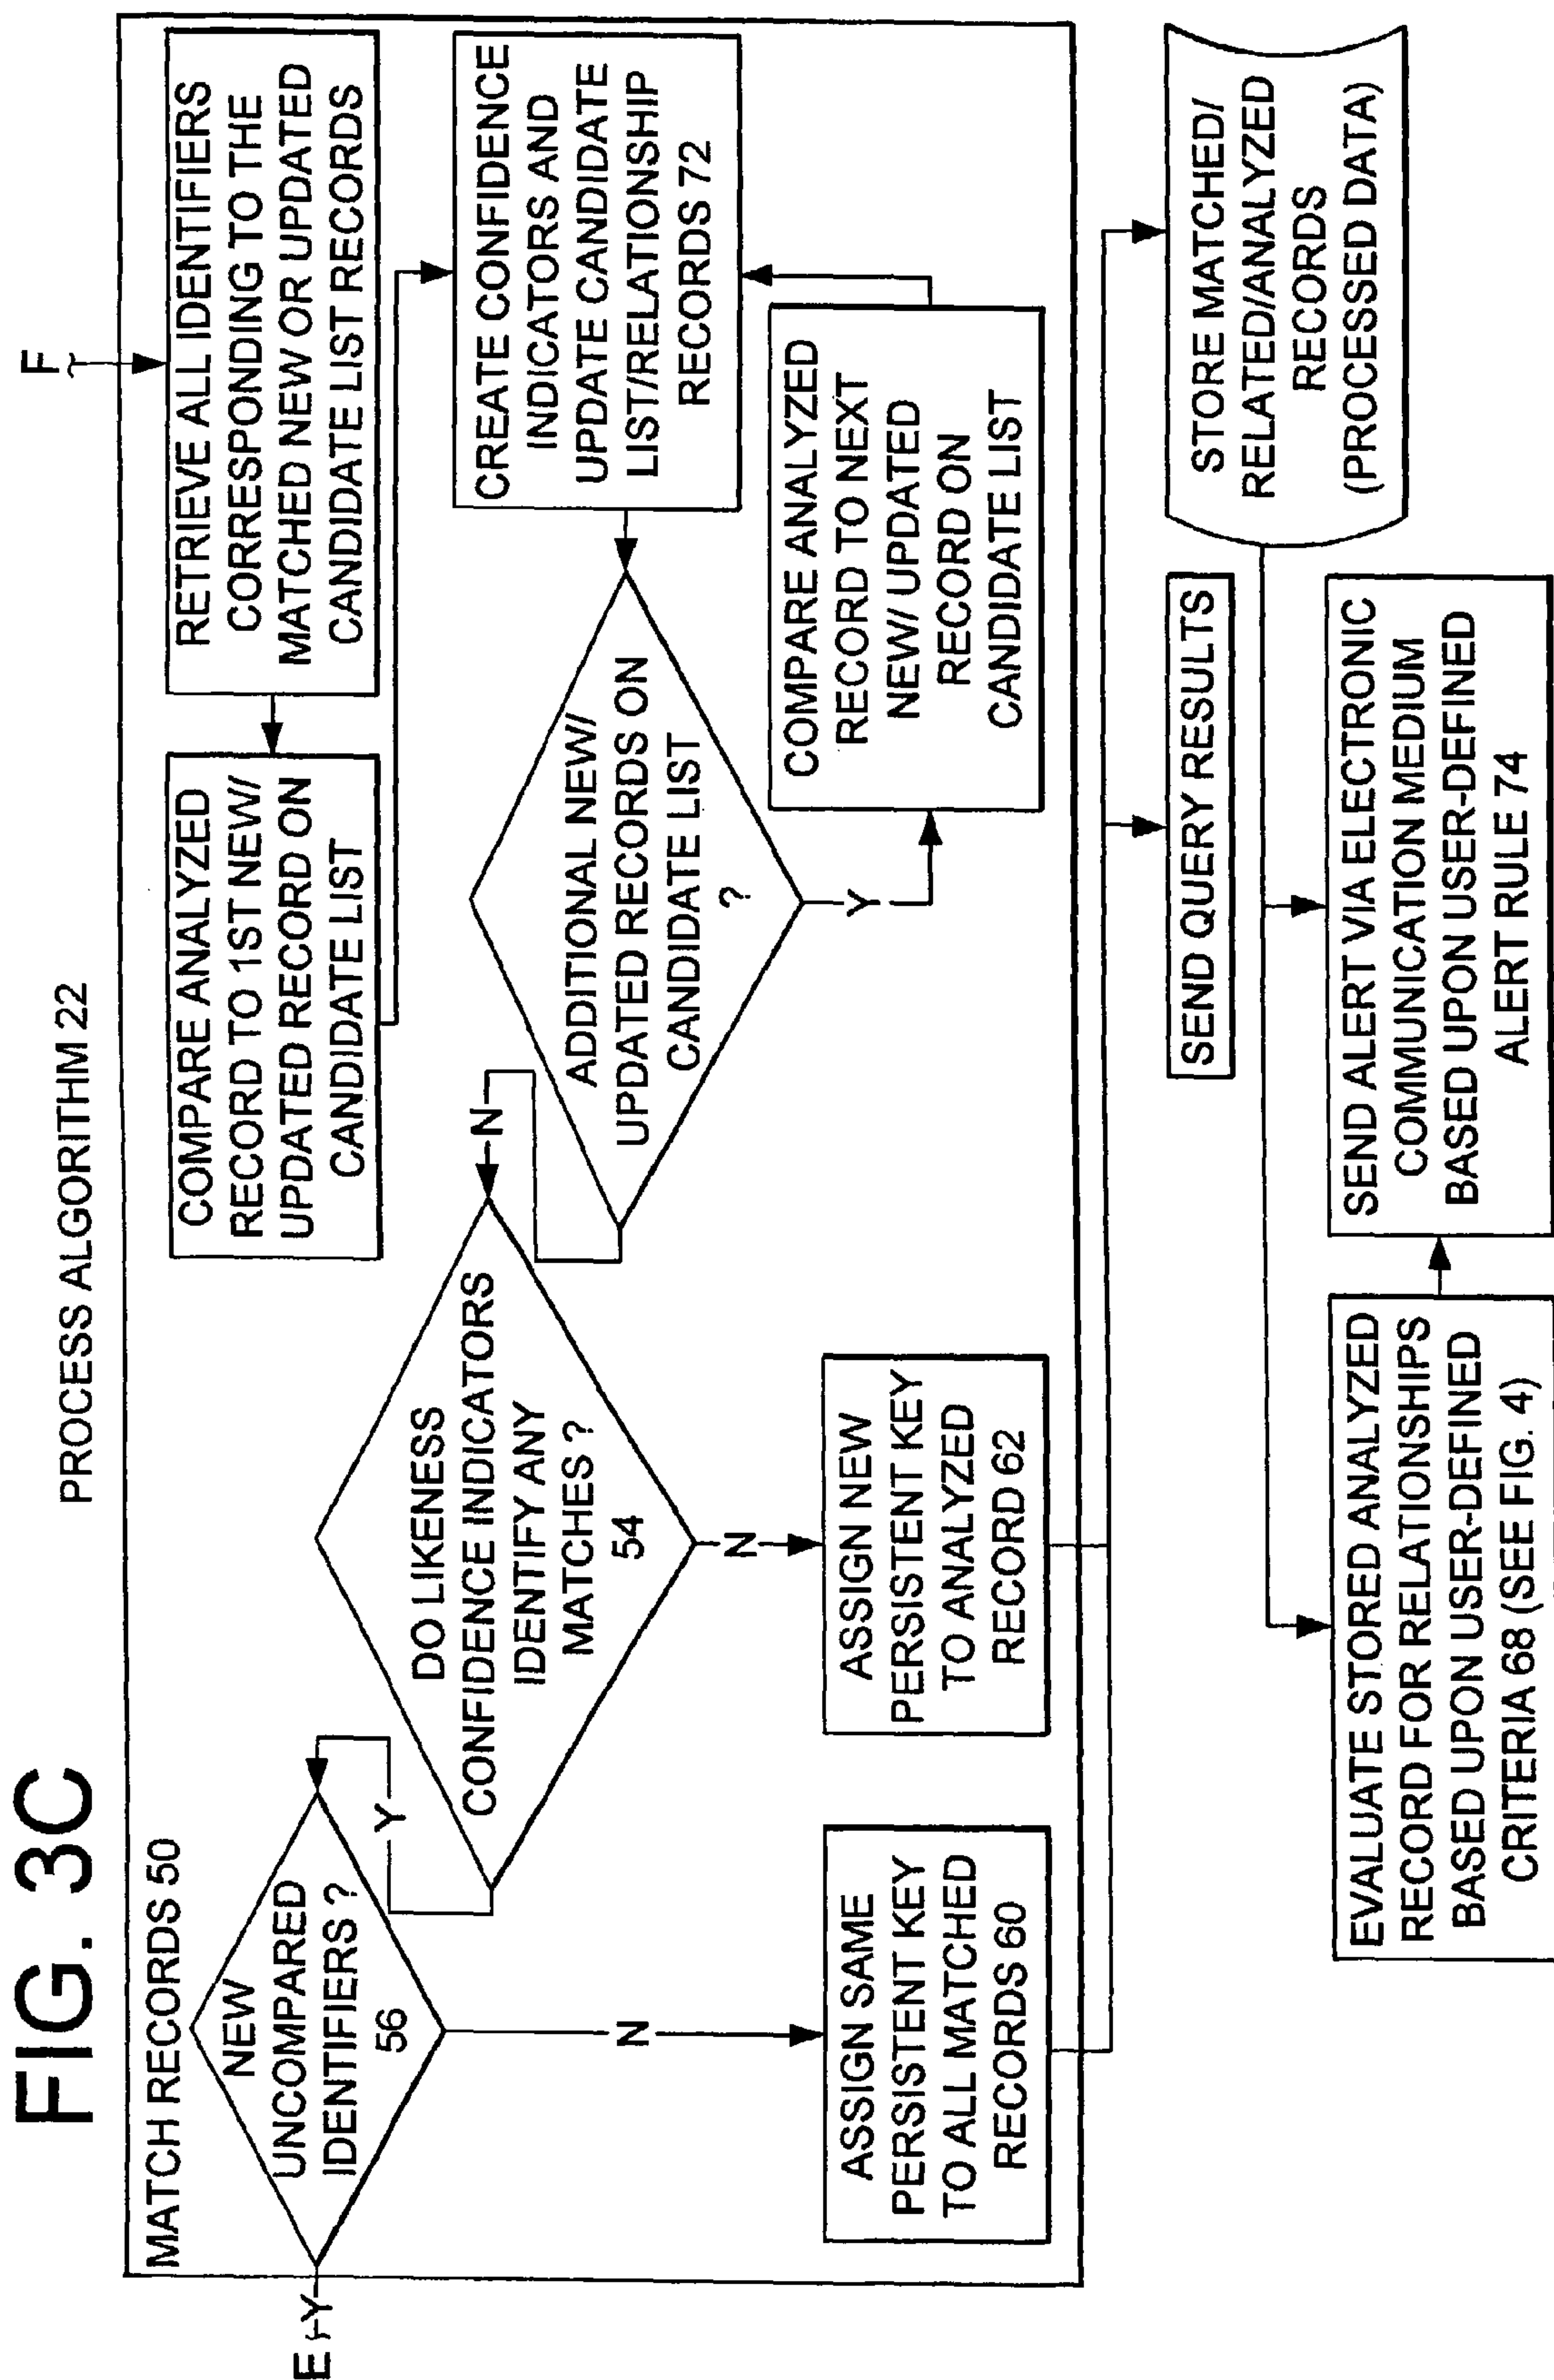 FIG. 3C
PROCESS ALGORITHM 22
MATCH RECORDS 50
F
RETRIEVE ALL IDENTIFIERS
CORRESPONDING TO THE
MATCHED NEW OR UPDATED
CANDIDATE LIST RECORDS
COMPARE ANALYZED
RECORD TO 1ST NEW/
UPDATED RECORD ON
CANDIDATE LIST
CREATE CONFIDENCE
INDICATORS AND
UPDATE CANDIDATE
LIST/RELATIONSHIP
RECORDS 72
ADDITIONAL NEW/
UPDATED RECORDS ON
CANDIDATE LIST
?
Y
COMPARE ANALYZED
RECORD TO NEXT
NEW/ UPDATED
RECORD ON
CANDIDATE LIST
N
DO LIKENESS
CONFIDENCE INDICATORS
IDENTIFY ANY
MATCHES ?
54
N
ASSIGN NEW
PERSISTENT KEY
TO ANALYZED
RECORD 62
Y
NEW
UNCOMPARED
IDENTIFIERS ?
56
E
Y
N
ASSIGN SAME
PERSISTENT KEY
TO ALL MATCHED
RECORDS 60
SEND QUERY RESULTS
STORE MATCHED/
RELATED/ANALYZED
RECORDS
(PROCESSED DATA)
EVALUATE STORED ANALYZED
RECORD FOR RELATIONSHIPS
BASED UPON USER-DEFINED
CRITERIA 68 (SEE FIG. 4)
SEND ALERT VIA ELECTRONIC
COMMUNICATION MEDIUM
BASED UPON USER-DEFINED
ALERT RULE 74